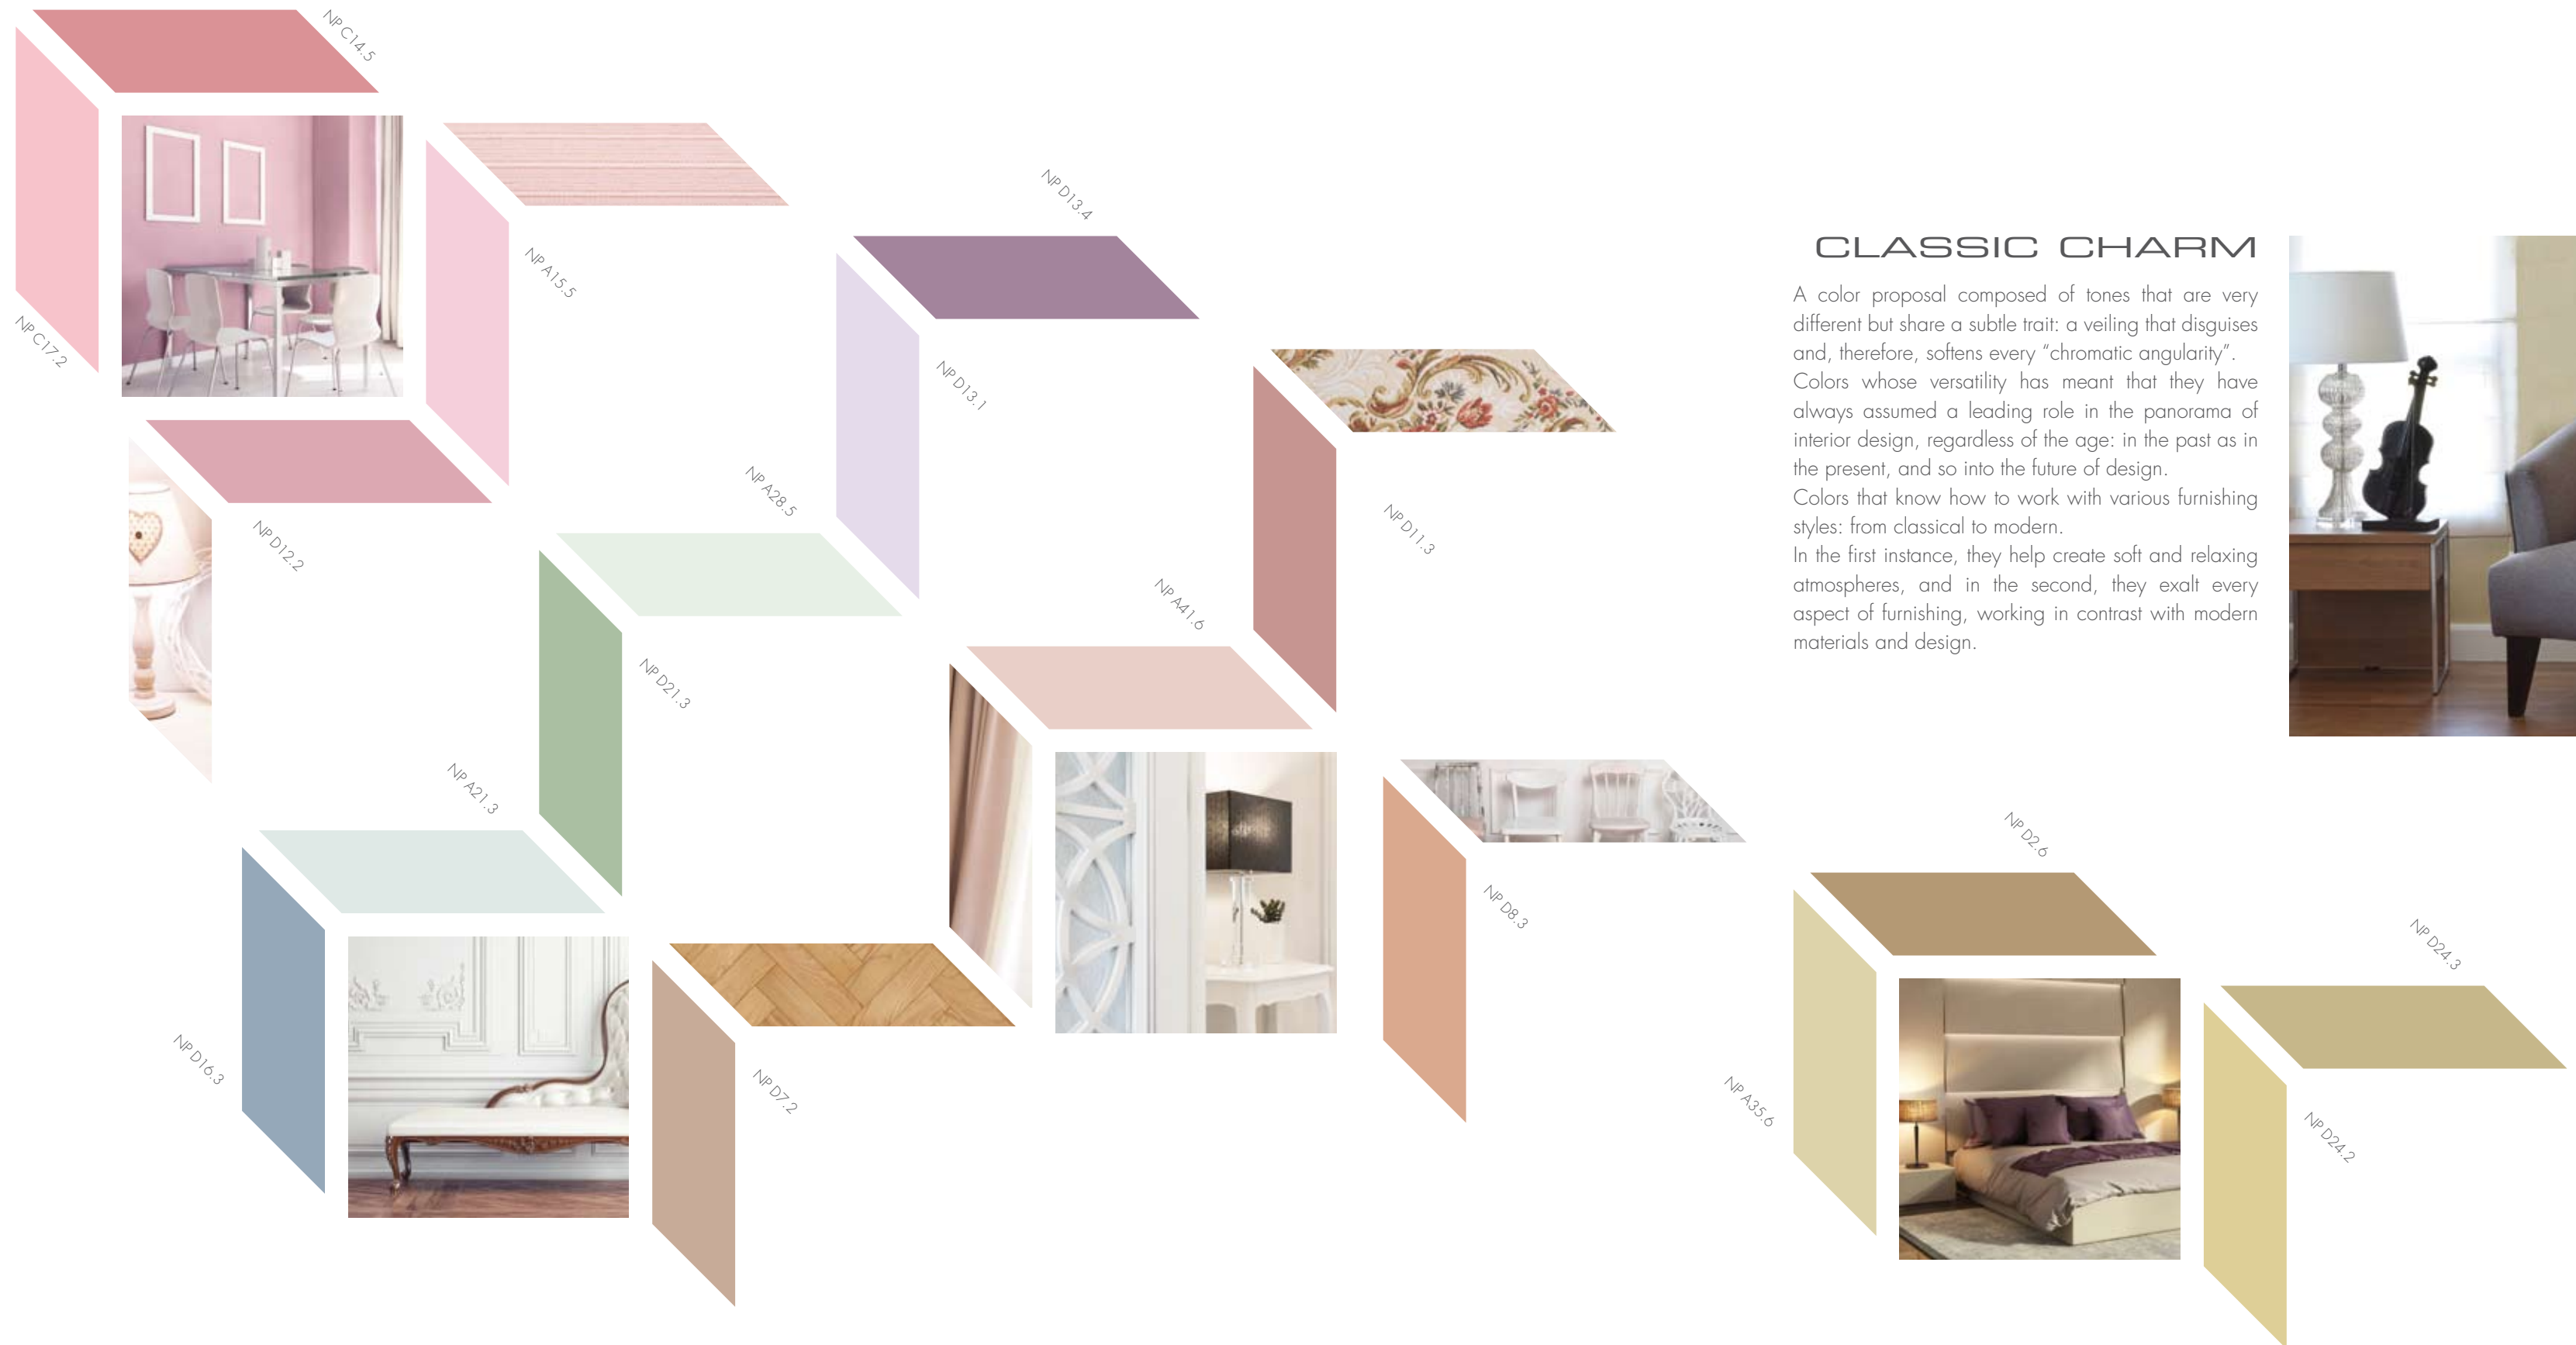 NP C14.5
NP C17.2
NP A15.5
NP D12.2
NP D13.4
NP D13.1
NP A28.5
NP D21.3
NP A21.3
NP D16.3
NP D7.2
NP A41.6
NP D11.3
NP D8.3
CLASSIC CHARM
A color proposal composed of tones that are very
different but share a subtle trait: a veiling that disguises
and, therefore, softens every “chromatic angularity”.
Colors whose versatility has meant that they have
always assumed a leading role in the panorama of
interior design, regardless of the age: in the past as in
the present, and so into the future of design.
Colors that know how to work with various furnishing
styles: from classical to modern.
In the first instance, they help create soft and relaxing
atmospheres, and in the second, they exalt every
aspect of furnishing, working in contrast with modern
materials and design.
NP D2.6
NP A35.6
NP D24.3
NP D24.2